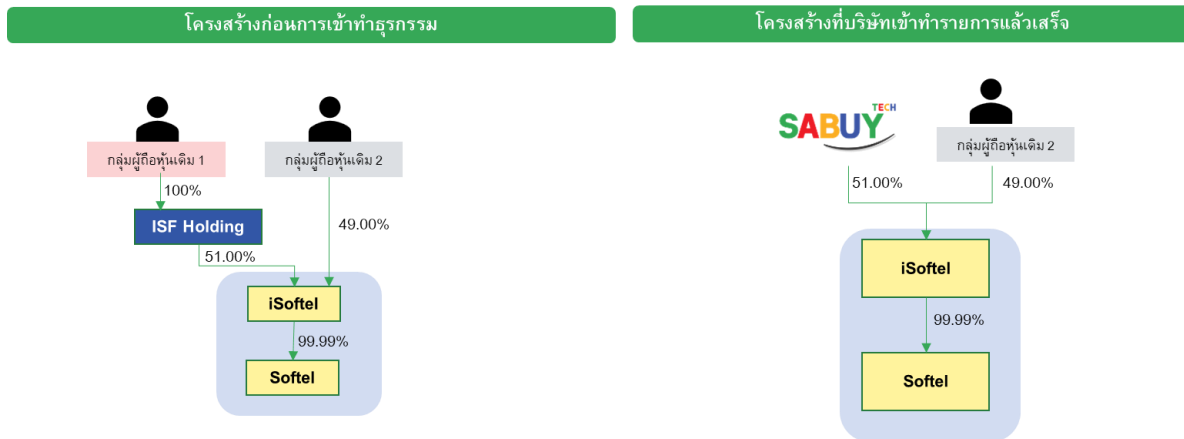 โครงสร้างก่อนการเข้าทำธุรกรรม
กลุ่มผู้ถือหุ้นเดิม 1
กลุ่มผู้ถือหุ้นเดิม 2
100%
ISF Holding
49.00%
51.00%
iSoftel
99.99%
Softel
โครงสร้างที่บริษัทเข้าทำรายการแล้วเสร็จ
SABUY TECH
กลุ่มผู้ถือหุ้นเดิม 2
51.00%
49.00%
iSoftel
99.99%
Softel